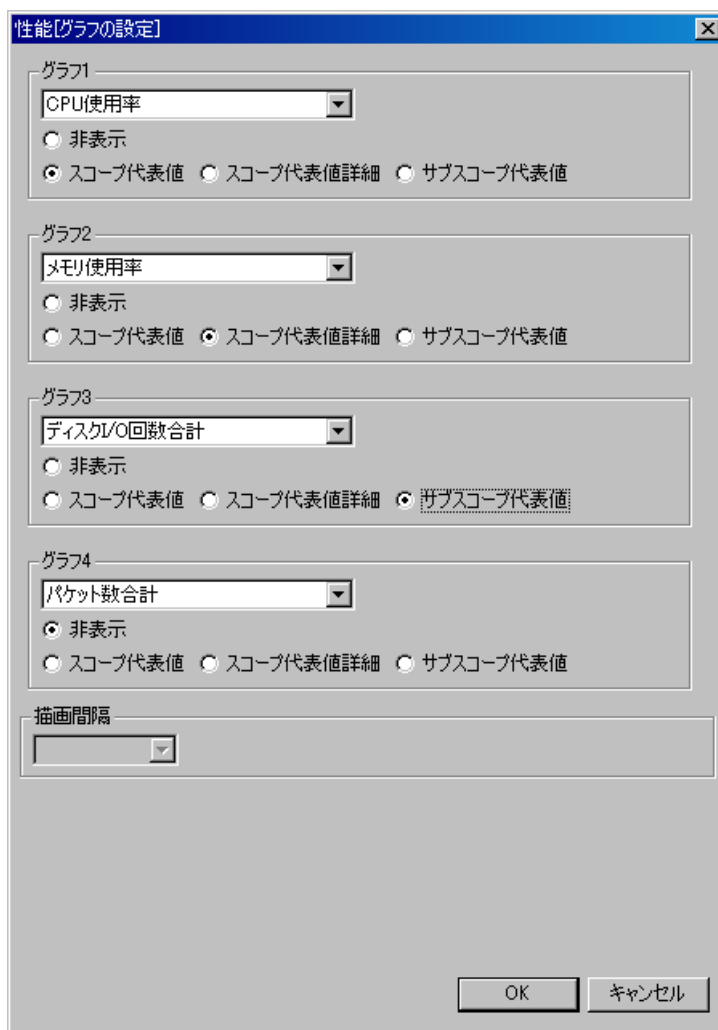 性能[グラフの設定]
グラフ1
CPU使用率
非表示
スコープ代表値 スコープ代表値詳細 サブスコープ代表値
グラフ2
メモリ使用率
非表示
スコープ代表値 スコープ代表値詳細 サブスコープ代表値
グラフ3
ディスクI/O回数合計
非表示
スコープ代表値 スコープ代表値詳細 サブスコープ代表値
グラフ4
パケット数合計
非表示
スコープ代表値 スコープ代表値詳細 サブスコープ代表値
描画間隔
OK キャンセル